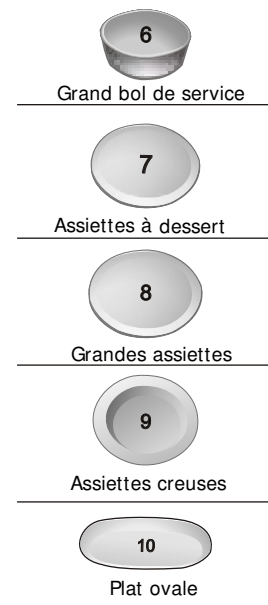 6
Grand bol de service
7
Assiettes à dessert
8
Grandes assiettes
9
Assiettes creuses
10
Plat ovale